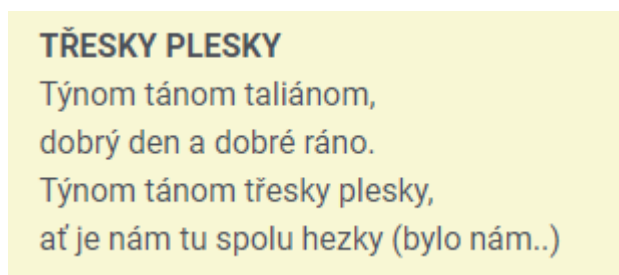 TŘESKY PLESKY
Týnom tánom taliánom,
dobrý den a dobré ráno.
Týnom tánom třesky plesky,
ať je nám tu spolu hezky (bylo nám..)